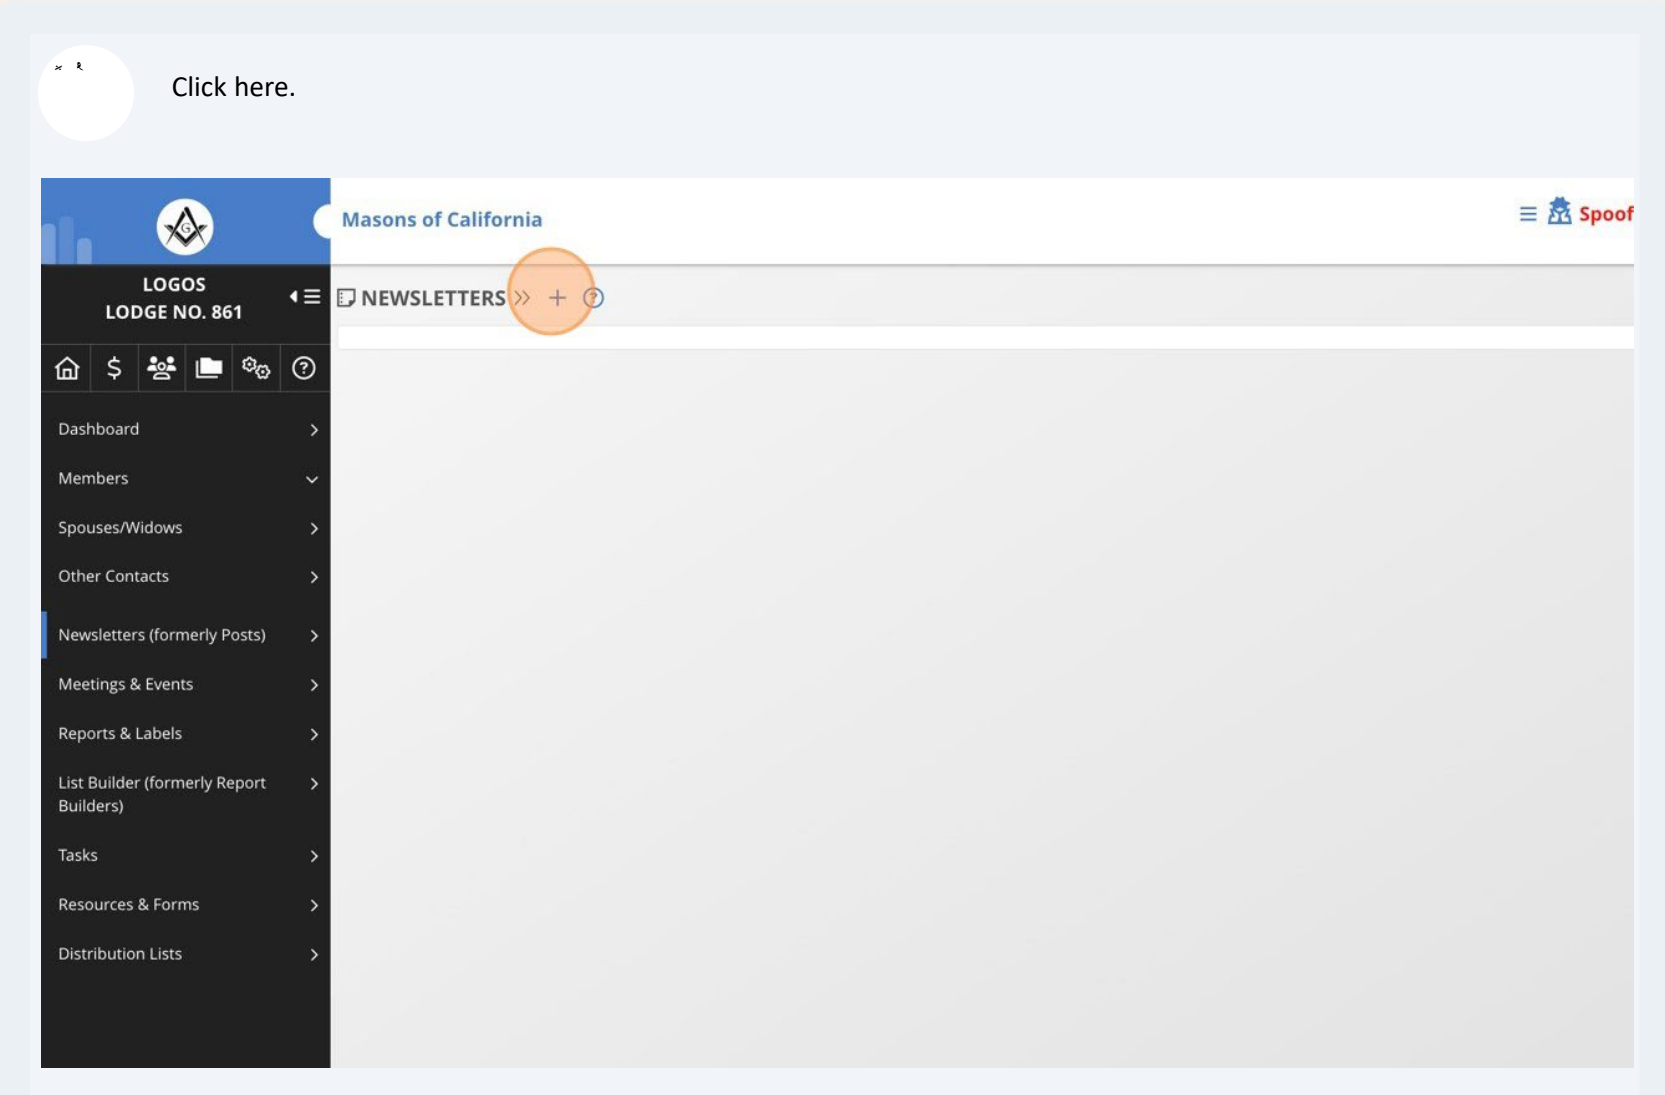 Click here.
Masons of California
Spoof
LOGOS
LODGE NO. 861
NEWSLETTERS
Dashboard
Members
Spouses/Widows
Other Contacts
Newsletters (formerly Posts)
Meetings & Events
Reports & Labels
List Builder (formerly Report
Builders)
Tasks
Resources & Forms
Distribution Lists